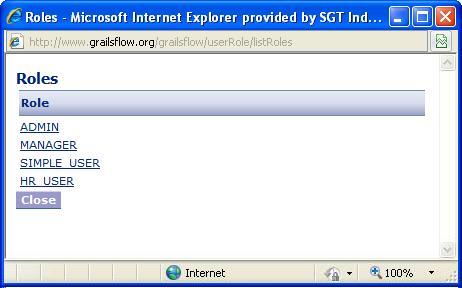 Roles - Microsoft Internet Explorer provided by SGT Ind...
http://www.grailsflow.org/grailsflow/userRole/listRoles
Roles
Role
ADMIN
MANAGER
SIMPLE_USER
HR_USER
Close
Internet
100%